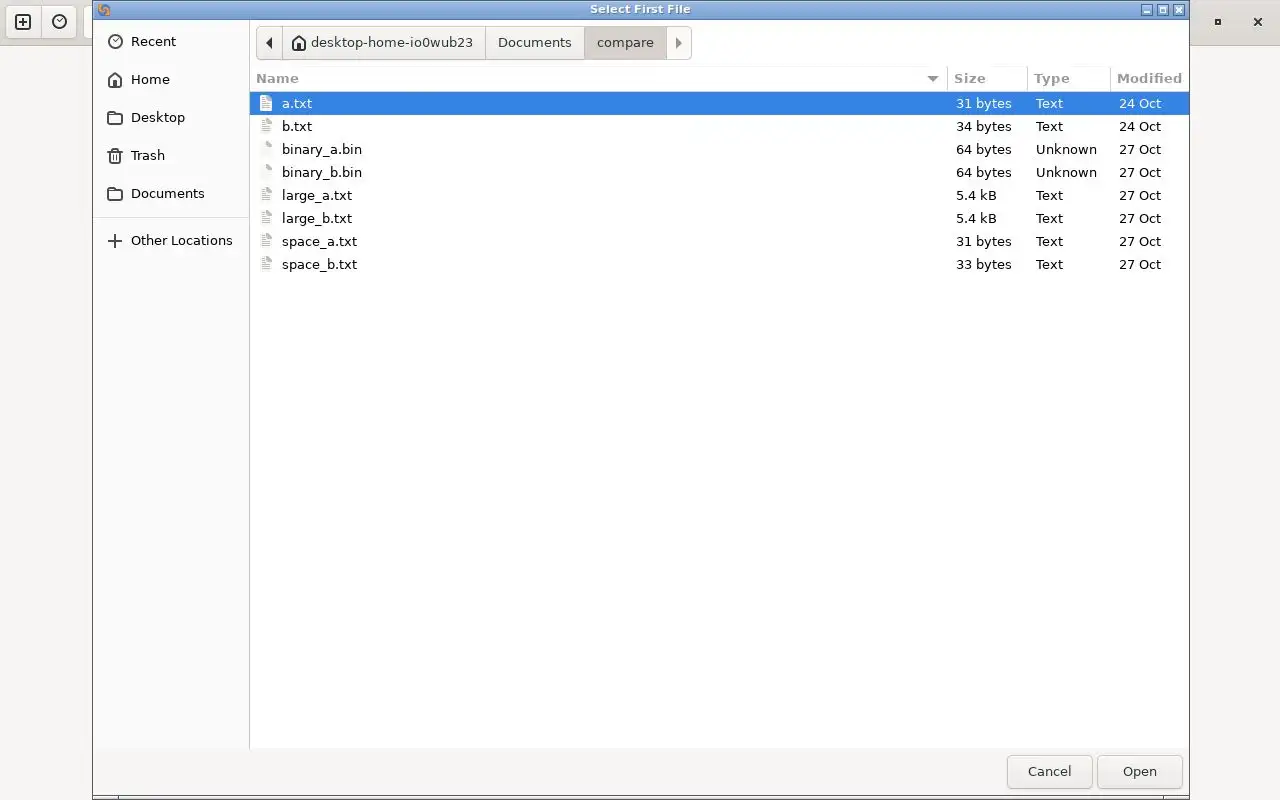 Select First File
Recent
Home
Desktop
Trash
Documents
Other Locations
desktop-home-io0wub23 Documents compare
Name Size Type Modified
a.txt 31 bytes Text 24 Oct
b.txt 34 bytes Text 24 Oct
binary_a.bin 64 bytes Unknown 27 Oct
binary_b.bin 64 bytes Unknown 27 Oct
large_a.txt 5.4 kB Text 27 Oct
large_b.txt 5.4 kB Text 27 Oct
space_a.txt 31 bytes Text 27 Oct
space_b.txt 33 bytes Text 27 Oct
Cancel Open